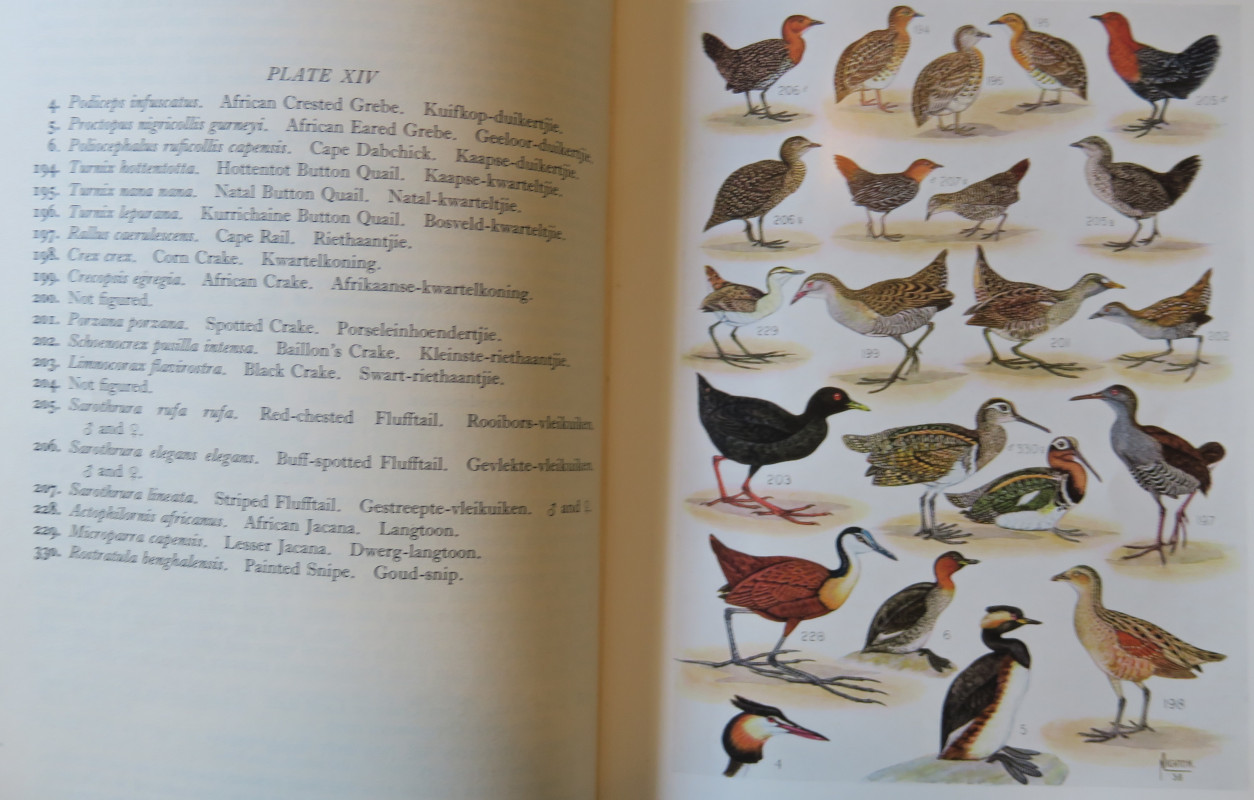 PLATE XIV
4. Podiceps infuscatus. African Crested Grebe. Kuifkop-duikertjie.
5. Proctopus nigricollis gurneyi. African Eared Grebe. Geeloor-duikertjie.
6. Poliocephalus ruficollis capensis. Cape Dabchick. Kaapse-duikertjie.
194. Turnix hottentotta. Hottentot Button Quail. Kaapse-kwarteltjie.
195. Turnix nana nana. Natal Button Quail. Natal-kwarteltjie.
196. Turnix lepurana. Kurrichaine Button Quail. Bosveld-kwarteltjie.
197. Rallus caerulescens. Cape Rail. Riethaantjie.
198. Crex crex. Corn Crake. Kwartelkoning.
199. Crecopsis egregia. African Crake. Afrikaanse-kwartelkoning.
200. Not figured.
201. Porzana porzana. Spotted Crake. Porseleinhoendertjie.
202. Schoenocrex pusilla intensa. Baillon's Crake. Kleinste-riethaantjie.
203. Limnocorax flavirostra. Black Crake. Swart-riethaantjie.
204. Not figured.
205. Sarothrura rufa rufa. Red-chested Flufftail. Rooibors-vleikuiken.
♂ and ♀.
206. Sarothrura elegans elegans. Buff-spotted Flufftail. Gevlekte-vleikuiken.
♂ and ♀.
207. Sarothrura lineata. Striped Flufftail. Gestreepte-vleikuiken. ♂ and ♀.
228. Actophilornis africanus. African Jacana. Langtoon.
229. Microparra capensis. Lesser Jacana. Dwerg-langtoon.
330. Rostratula benghalensis. Painted Snipe. Goud-snip.
206♂ 194 196 195 205♂
206♀ ♂207♀ 205♀
229 199 201 202
203 ♂330♀ 197
228 6 198
4 5
38